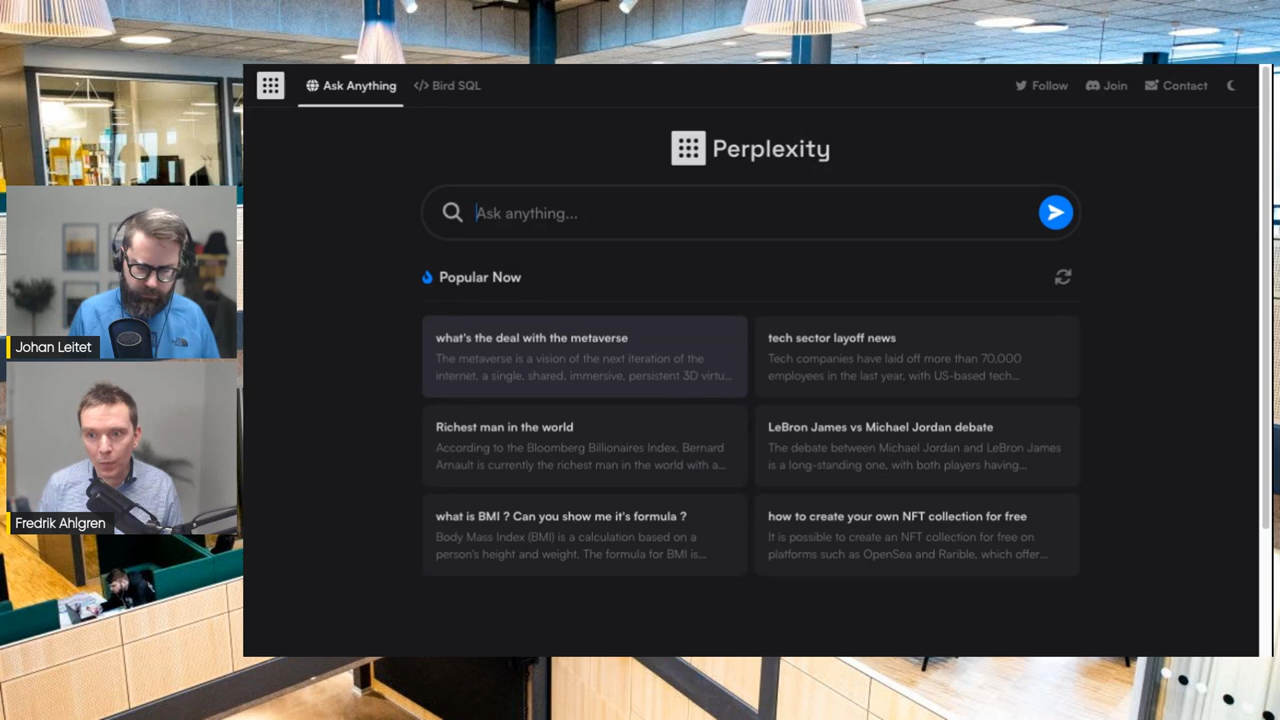 Ask Anything
Bird SQL
Follow
Join
Contact
Perplexity
Ask anything...
Popular Now
what's the deal with the metaverse
The metaverse is a vision of the next iteration of the
internet, a single, shared, immersive, persistent 3D virtu...
tech sector layoff news
Tech companies have laid off more than 70,000
employees in the last year, with US-based tech...
Richest man in the world
According to the Bloomberg Billionaires Index, Bernard
Arnault is currently the richest man in the world with a...
LeBron James vs Michael Jordan debate
The debate between Michael Jordan and LeBron James
is a long-standing one, with both players having...
what is BMI ? Can you show me it's formula ?
Body Mass Index (BMI) is a calculation based on a
person's height and weight. The formula for BMI is...
how to create your own NFT collection for free
It is possible to create an NFT collection for free on
platforms such as OpenSea and Rarible, which offer...
Johan Leitet
Fredrik Ahlgren